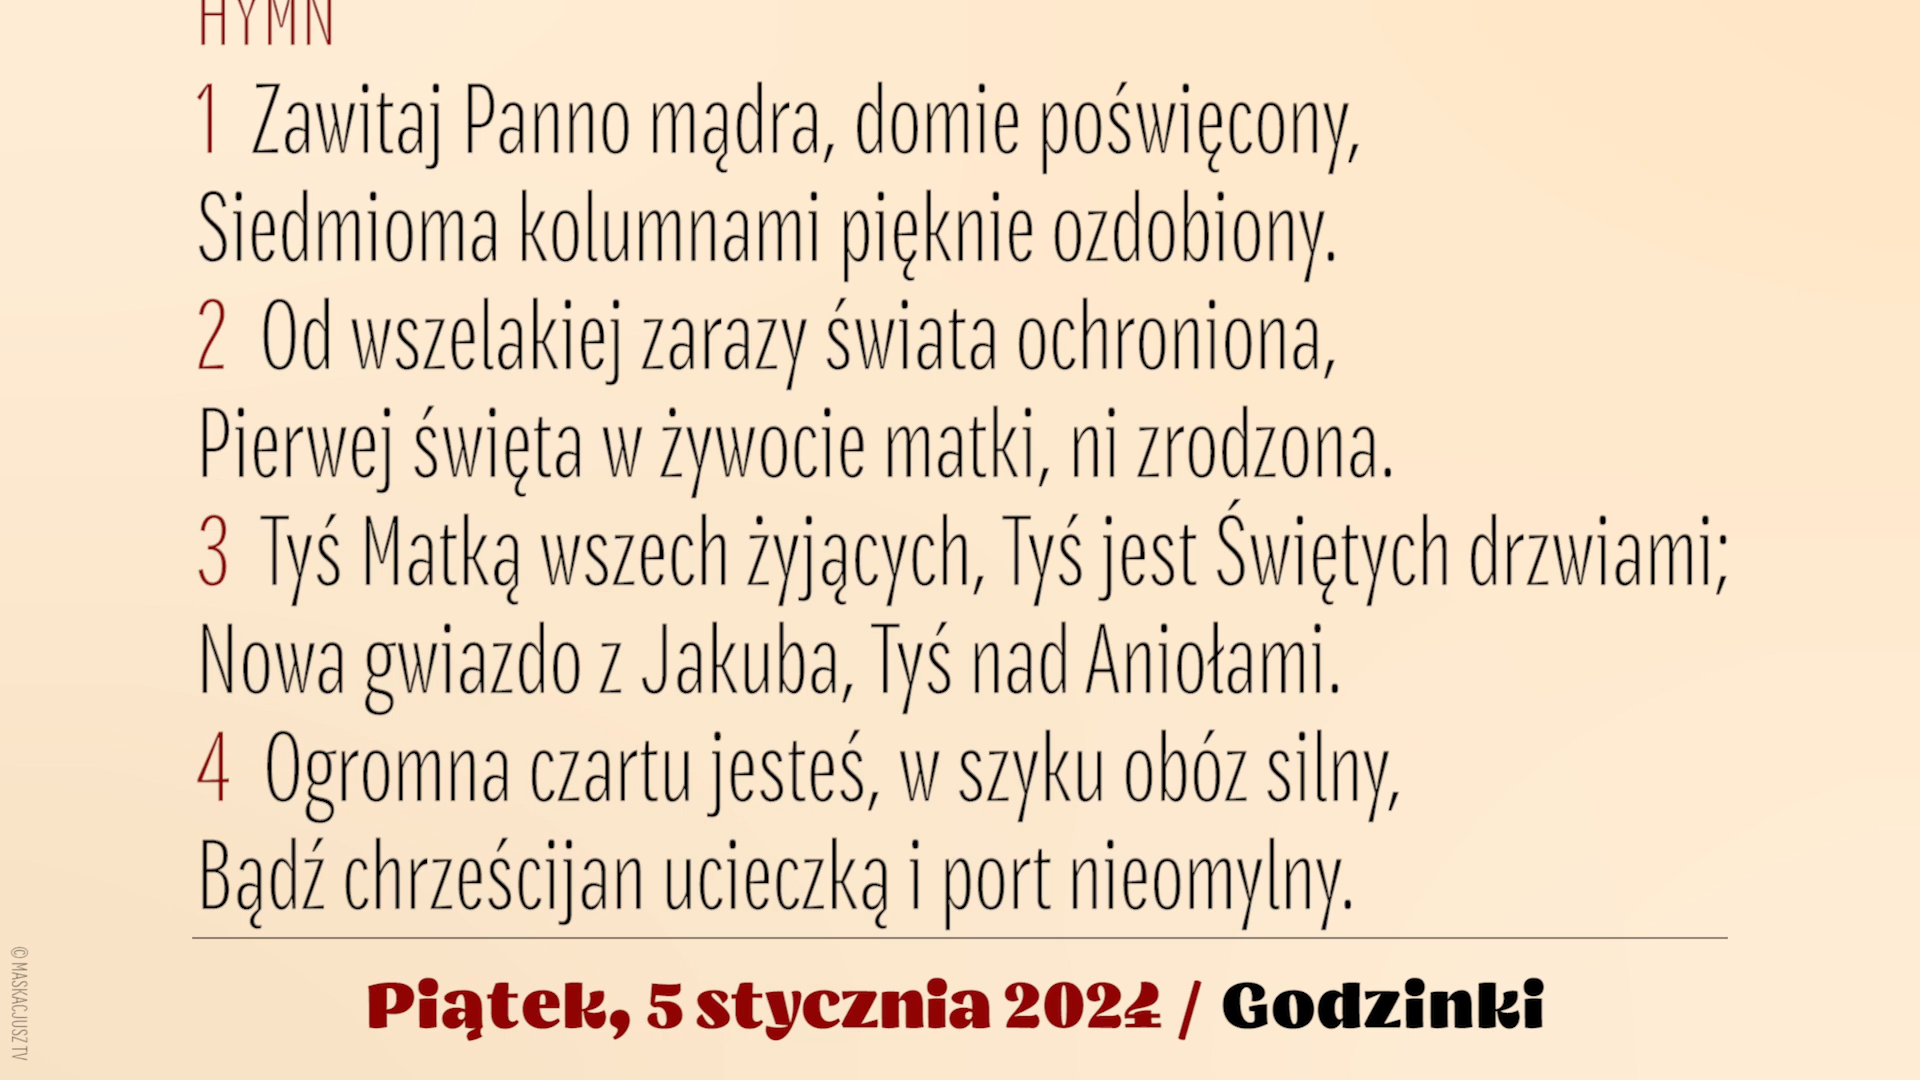 HYMN
1 Zawitaj Panno mądra, domie poświęcony,
Siedmioma kolumnami pięknie ozdobiony.
2 Od wszelakiej zarazy świata ochroniona,
Pierwej święta w żywocie matki, ni zrodzona.
3 Tyś Matką wszech żyjących, Tyś jest Świętych drzwiami;
Nowa gwiazdo z Jakuba, Tyś nad Aniołami.
4 Ogromna czartu jesteś, w szyku obóz silny,
Bądź chrześcijan ucieczką i port nieomylny.
Piątek, 5 stycznia 2024 / Godzinki
© MASKACJUSZ TV